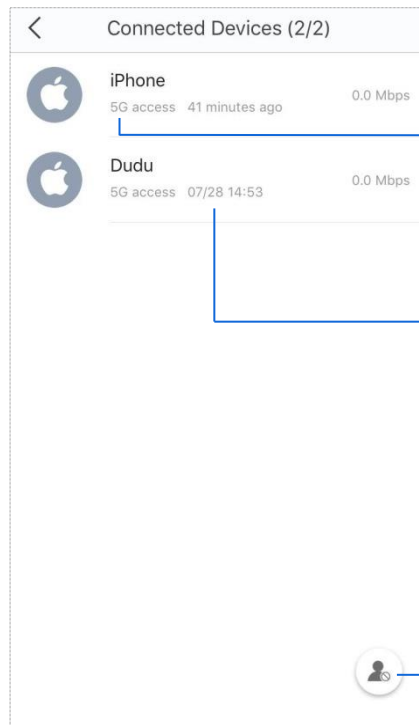 Connected Devices (2/2)
iPhone
5G access 41 minutes ago 0.0 Mbps
Dudu
5G access 07/28 14:53 0.0 Mbps